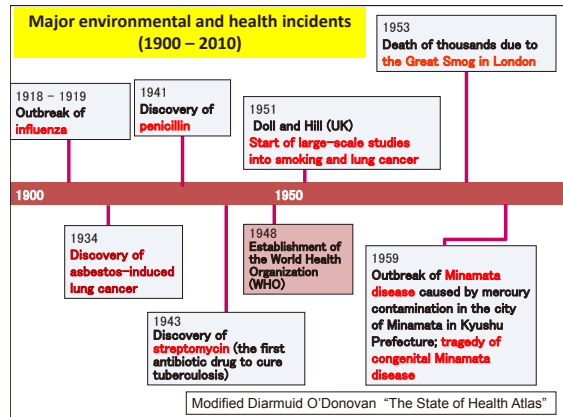 Major environmental and health incidents
(1900 – 2010)
1953
Death of thousands due to
the Great Smog in London
1918 – 1919
Outbreak of
influenza
1941
Discovery of
penicillin
1951
Doll and Hill (UK)
Start of large-scale studies
into smoking and lung cancer
1900
1950
1934
Discovery of
asbestos-induced
lung cancer
1943
Discovery of
streptomycin (the first
antibiotic drug to cure
tuberculosis)
1948
Establishment of
the World Health
Organization
(WHO)
1959
Outbreak of Minamata
disease caused by mercury
contamination in the city
of Minamata in Kyushu
Prefecture; tragedy of
congenital Minamata
disease
Modified Diarmuid O’Donovan “The State of Health Atlas”